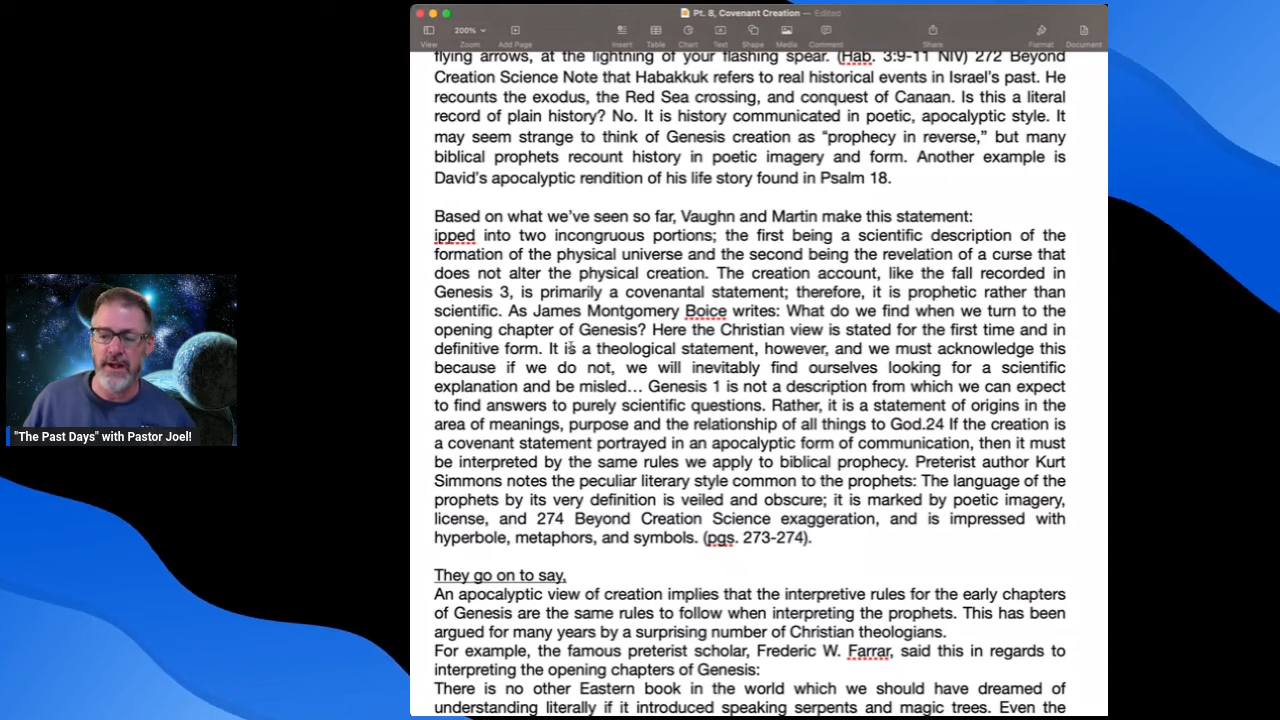 Pt. 8, Covenant Creation — Edited
200%
View Zoom Add Page Insert Table Chart Text Shape Media Comment Share Format Document
flying arrows, at the lightning of your flashing spear. (Hab. 3:9-11 NIV) 272 Beyond
Creation Science Note that Habakkuk refers to real historical events in Israel's past. He
recounts the exodus, the Red Sea crossing, and conquest of Canaan. Is this a literal
record of plain history? No. It is history communicated in poetic, apocalyptic style. It
may seem strange to think of Genesis creation as “prophecy in reverse,” but many
biblical prophets recount history in poetic imagery and form. Another example is
David's apocalyptic rendition of his life story found in Psalm 18.
Based on what we've seen so far, Vaughn and Martin make this statement:
ipped into two incongruous portions; the first being a scientific description of the
formation of the physical universe and the second being the revelation of a curse that
does not alter the physical creation. The creation account, like the fall recorded in
Genesis 3, is primarily a covenantal statement; therefore, it is prophetic rather than
scientific. As James Montgomery Boice writes: What do we find when we turn to the
opening chapter of Genesis? Here the Christian view is stated for the first time and in
definitive form. It is a theological statement, however, and we must acknowledge this
because if we do not, we will inevitably find ourselves looking for a scientific
explanation and be misled… Genesis 1 is not a description from which we can expect
to find answers to purely scientific questions. Rather, it is a statement of origins in the
area of meanings, purpose and the relationship of all things to God.24 If the creation is
a covenant statement portrayed in an apocalyptic form of communication, then it must
be interpreted by the same rules we apply to biblical prophecy. Preterist author Kurt
Simmons notes the peculiar literary style common to the prophets: The language of the
prophets by its very definition is veiled and obscure; it is marked by poetic imagery,
license, and 274 Beyond Creation Science exaggeration, and is impressed with
hyperbole, metaphors, and symbols. (pgs. 273-274).
They go on to say,
An apocalyptic view of creation implies that the interpretive rules for the early chapters
of Genesis are the same rules to follow when interpreting the prophets. This has been
argued for many years by a surprising number of Christian theologians.
For example, the famous preterist scholar, Frederic W. Farrar, said this in regards to
interpreting the opening chapters of Genesis:
There is no other Eastern book in the world which we should have dreamed of
understanding literally if it introduced speaking serpents and magic trees. Even the
"The Past Days" with Pastor Joel!